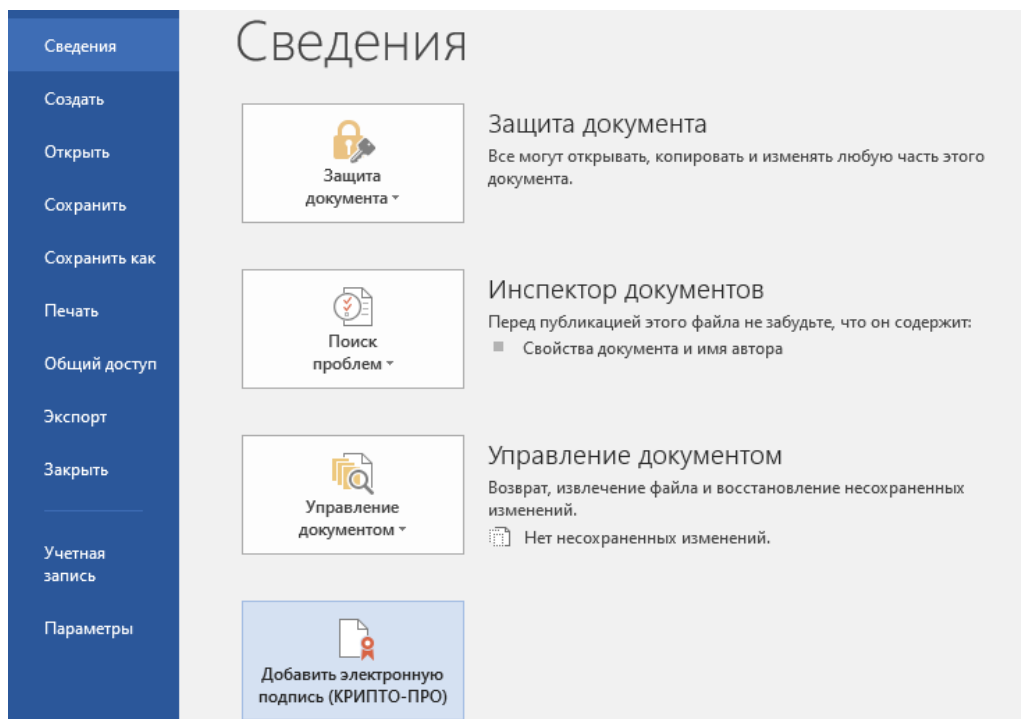 Сведения
Создать
Открыть
Сохранить
Сохранить как
Печать
Общий доступ
Экспорт
Закрыть
Учетная
запись
Параметры
Сведения
Защита
документа
Защита документа
Все могут открывать, копировать и изменять любую часть этого
документа.
Поиск
проблем
Инспектор документов
Перед публикацией этого файла не забудьте, что он содержит:
Свойства документа и имя автора
Управление
документом
Управление документом
Возврат, извлечение файла и восстановление несохраненных
изменений.
Нет несохраненных изменений.
Добавить электронную
подпись (КРИПТО-ПРО)